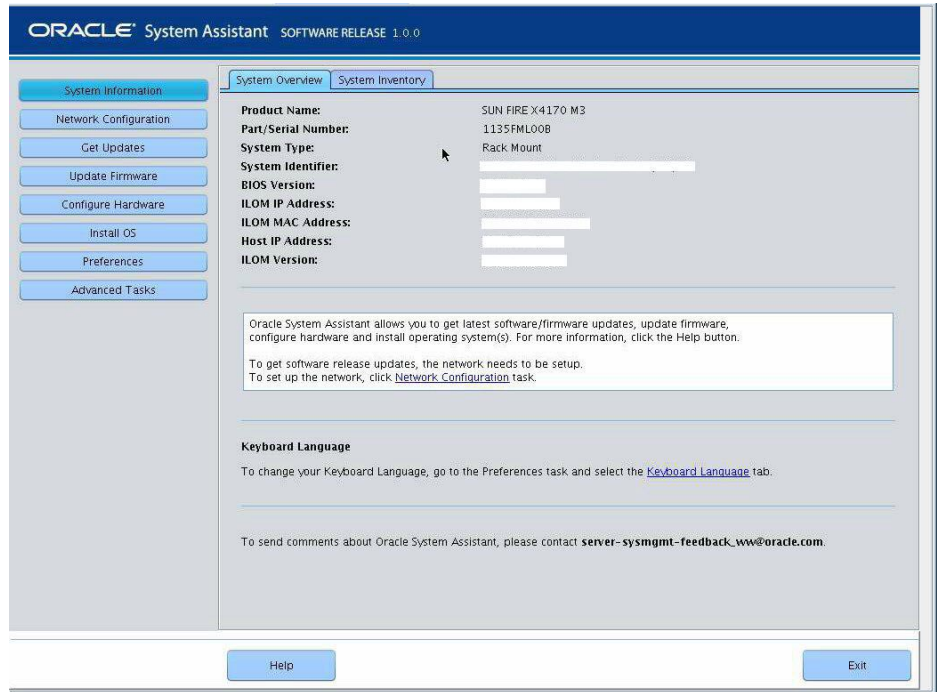 ORACLE System Assistant SOFTWARE RELEASE 1.0.0
System Information
Network Configuration
Get Updates
Update Firmware
Configure Hardware
Install OS
Preferences
Advanced Tasks
System Overview System Inventory
Product Name: SUN FIRE X4170 M3
Part/Serial Number: 1135FML00B
System Type: Rack Mount
System Identifier:
BIOS Version:
ILOM IP Address:
ILOM MAC Address:
Host IP Address:
ILOM Version:
Oracle System Assistant allows you to get latest software/firmware updates, update firmware,
configure hardware and install operating system(s). For more information, click the Help button.
To get software release updates, the network needs to be setup.
To set up the network, click Network Configuration task.
Keyboard Language
To change your Keyboard Language, go to the Preferences task and select the Keyboard Language tab.
To send comments about Oracle System Assistant, please contact server-sysmgmt-feedback_ww@oracle.com.
Help
Exit